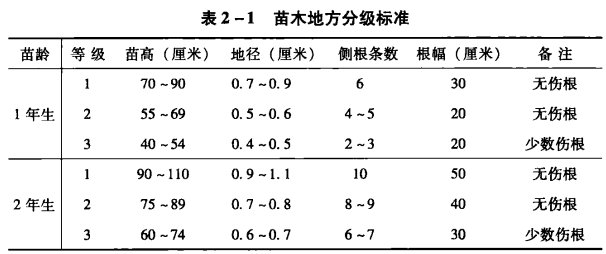 表2-1 苗木地方分级标准
苗龄 等级 苗高（厘米） 地径（厘米） 侧根条数 根幅（厘米） 备注
1 70~90 0.7~0.9 6 30 无伤根
1年生 2 55~69 0.5~0.6 4~5 20 无伤根
3 40~54 0.4~0.5 2~3 20 少数伤根
1 90~110 0.9~1.1 10 50 无伤根
2年生 2 75~89 0.7~0.8 8~9 40 无伤根
3 60~74 0.6~0.7 6~7 30 少数伤根